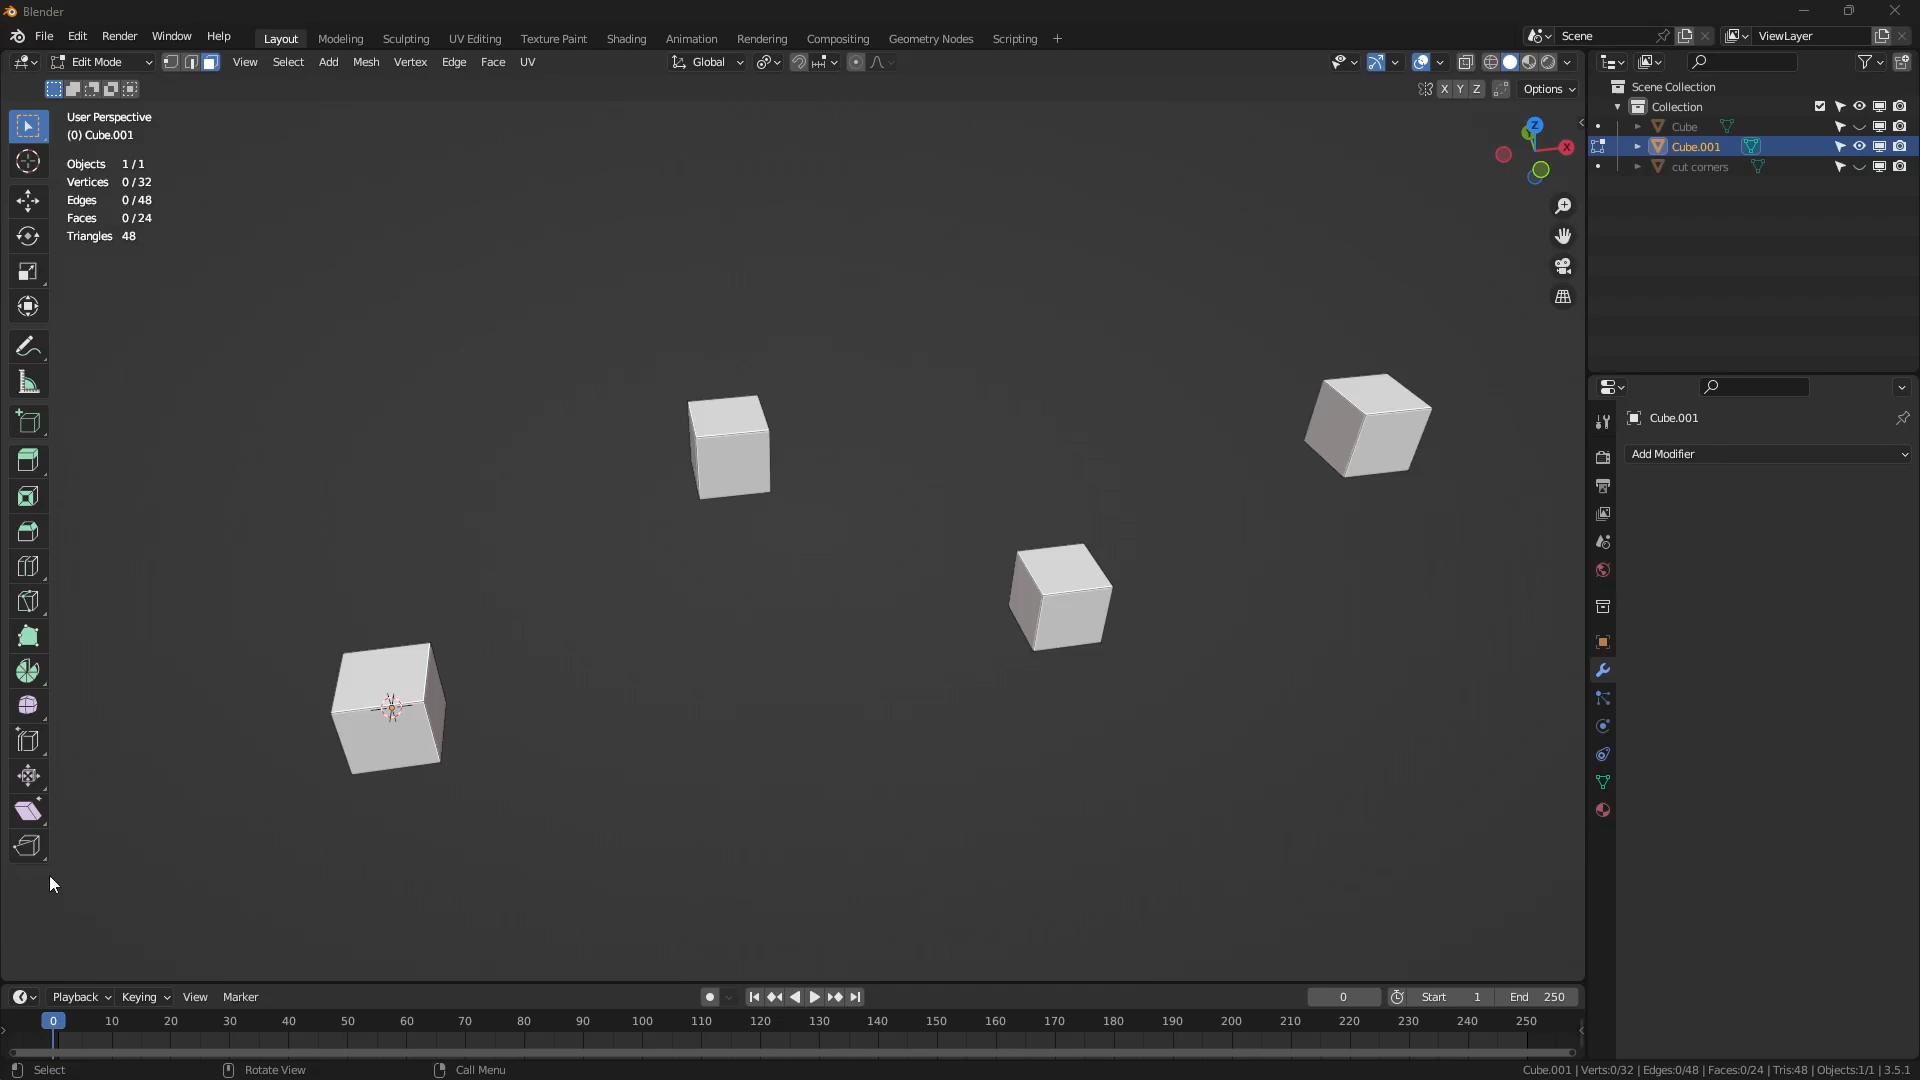 Blender
File Edit Render Window Help
Layout Modeling Sculpting UV Editing Texture Paint Shading Animation Rendering Compositing Geometry Nodes Scripting +
Scene
ViewLayer
Edit Mode
View Select Add Mesh Vertex Edge Face UV
Global
X Y Z
Options
User Perspective
(0) Cube.001
Objects 1/1
Vertices 0/32
Edges 0/48
Faces 0/24
Triangles 48
Z
X
Scene Collection
Collection
Cube
Cube.001
cut corners
Cube.001
Add Modifier
Playback Keying View Marker
0
Start 1
End 250
0 10 20 30 40 50 60 70 80 90 100 110 120 130 140 150 160 170 180 190 200 210 220 230 240 250
Select
Rotate View
Call Menu
Cube.001 | Verts:0/32 | Edges:0/48 | Faces:0/24 | Tris:48 | Objects:1/1 | 3.5.1